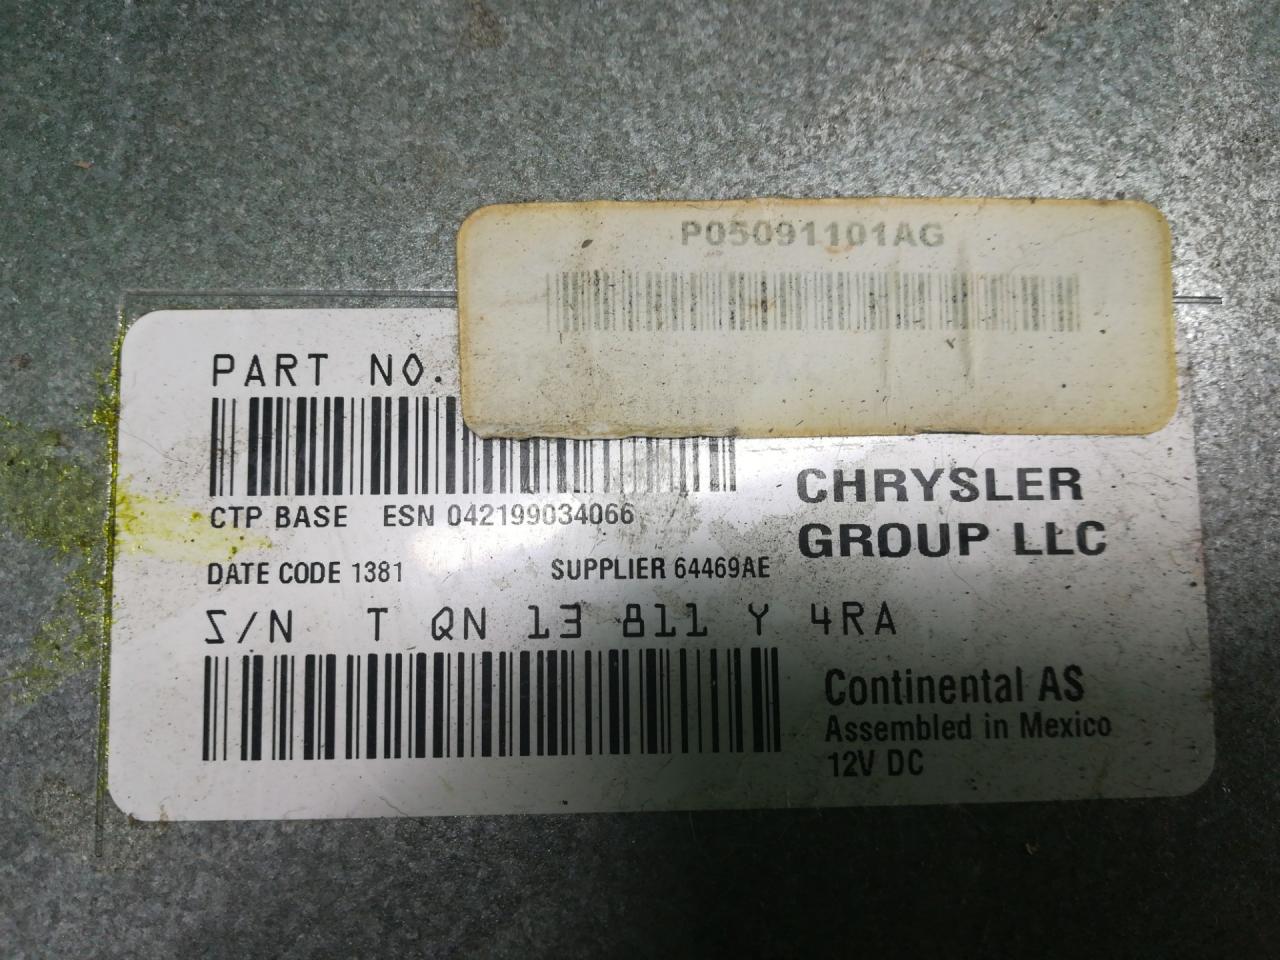 P05091101AG
PART NO.
CTP BASE ESN 042199034066
CHRYSLER
GROUP LLC
DATE CODE 1381 SUPPLIER 64469AE
S/N T QN 13 811 Y 4RA
Continental AS
Assembled in Mexico
12V DC